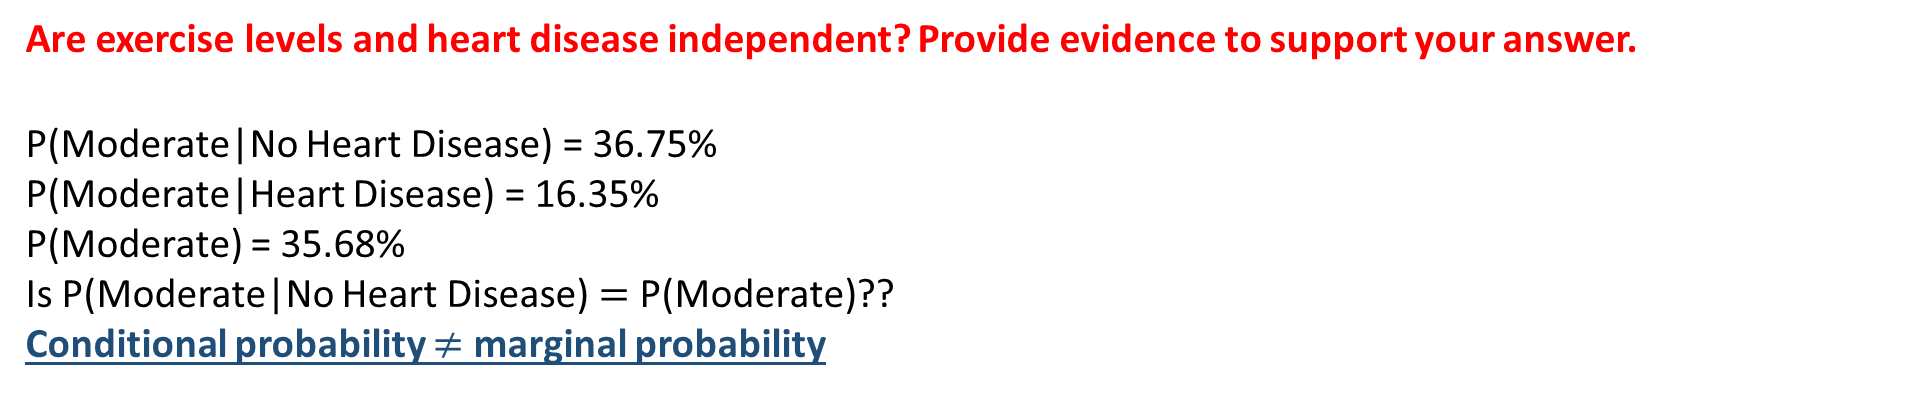 Are exercise levels and heart disease independent? Provide evidence to support your answer.
P(Moderate|No Heart Disease) = 36.75%
P(Moderate|Heart Disease) = 16.35%
P(Moderate) = 35.68%
Is P(Moderate|No Heart Disease) = P(Moderate)??
Conditional probability ≠ marginal probability